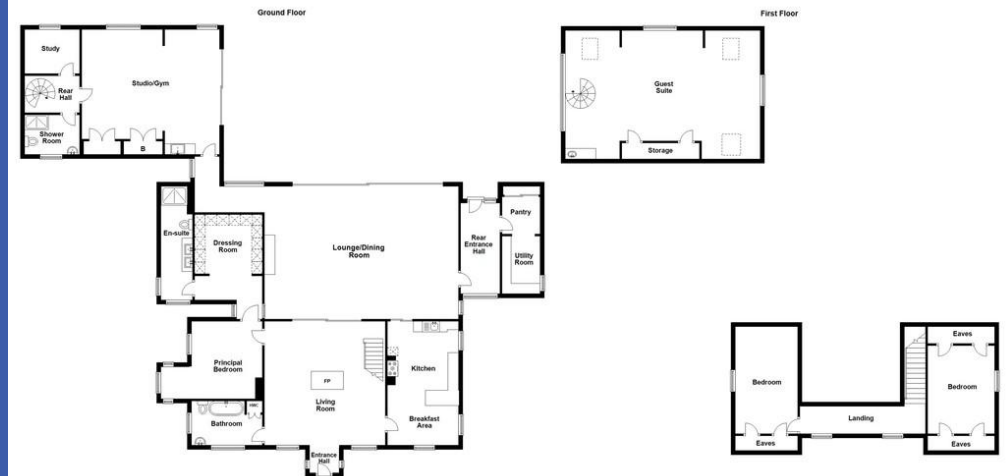 Ground Floor
First Floor
Study
Rear
Hall
Studio/Gym
Shower
Room
B
Guest
Suite
Storage
En-suite
Dressing
Room
Lounge/Dining
Room
Rear
Entrance
Hall
Pantry
Utility
Room
Principal
Bedroom
Bathroom
FP
Living
Room
Kitchen
Breakfast
Area
Entrance
Hall
Bedroom
Eaves
Landing
Eaves
Bedroom
Eaves